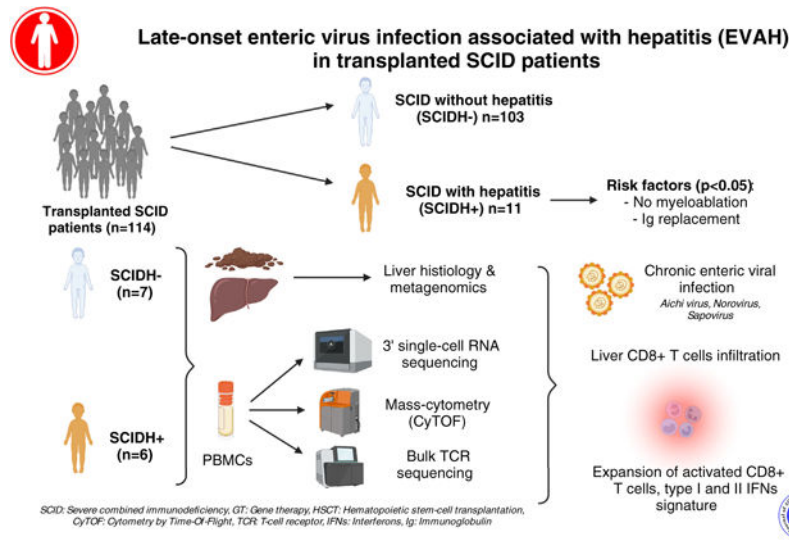 Late-onset enteric virus infection associated with hepatitis (EVAH)
in transplanted SCID patients
SCID without hepatitis
(SCIDH-) n=103
SCID with hepatitis
(SCIDH+) n=11
Risk factors (p<0.05):
- No myeloablation
- Ig replacement
Transplanted SCID
patients (n=114)
SCIDH-
(n=7)
Liver histology &
metagenomics
Chronic enteric viral
infection
Aichi virus, Norovirus,
Sapovirus
3' single-cell RNA
sequencing
Liver CD8+ T cells infiltration
Mass-cytometry
(CyTOF)
SCIDH+
(n=6)
PBMCs
Bulk TCR
sequencing
Expansion of activated CD8+
T cells, type I and II IFNs
signature
SCID: Severe combined immunodeficiency, GT: Gene therapy, HSCT: Hematopoietic stem-cell transplantation,
CyTOF: Cytometry by Time-Of-Flight, TCR: T-cell receptor, IFNs: Interferons, Ig: Immunoglobulin